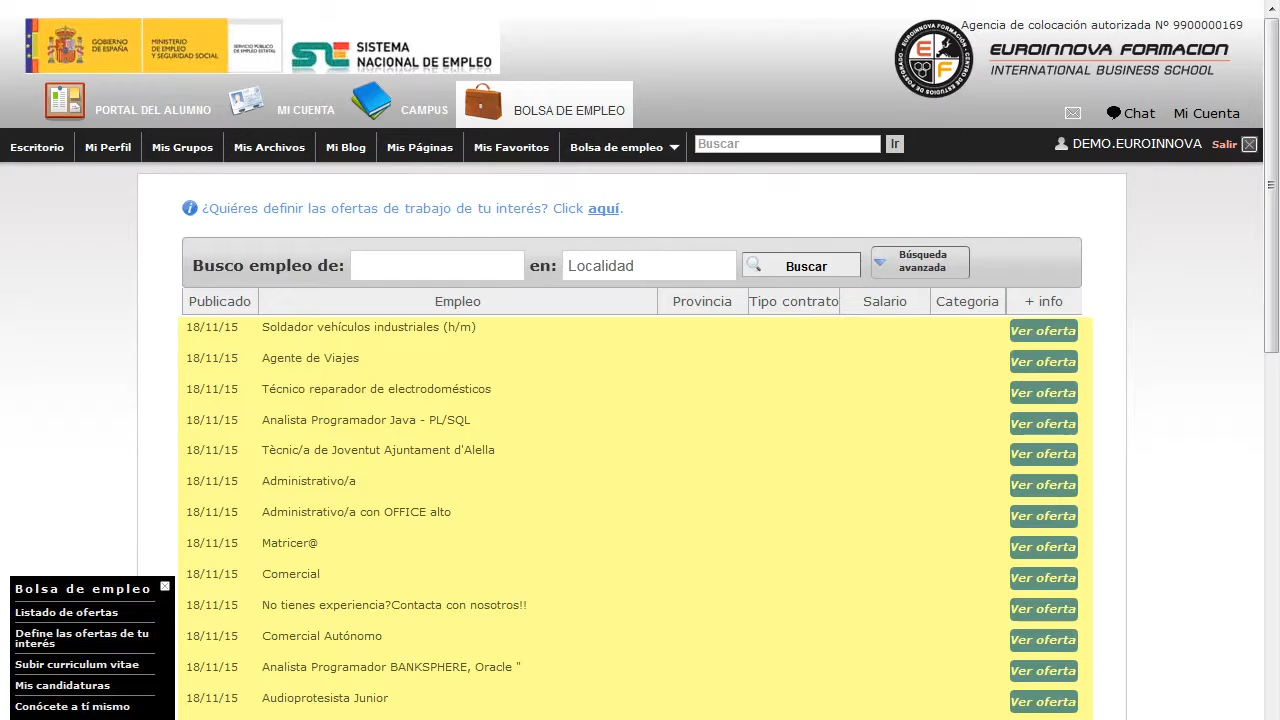 GOBIERNO DE ESPAÑA
MINISTERIO DE EMPLEO Y SEGURIDAD SOCIAL
SERVICIO PÚBLICO DE EMPLEO ESTATAL
SISTEMA NACIONAL DE EMPLEO
Agencia de colocación autorizada Nº 9900000169
EUROINNOVA FORMACION
INTERNATIONAL BUSINESS SCHOOL
PORTAL DEL ALUMNO MI CUENTA CAMPUS BOLSA DE EMPLEO
Chat Mi Cuenta
Escritorio Mi Perfil Mis Grupos Mis Archivos Mi Blog Mis Páginas Mis Favoritos Bolsa de empleo Buscar Ir DEMO.EUROINNOVA Salir
¿Quiéres definir las ofertas de trabajo de tu interés? Click aquí.
Busco empleo de: en: Localidad Buscar Búsqueda avanzada
Publicado Empleo Provincia Tipo contrato Salario Categoria + info
18/11/15 Soldador vehículos industriales (h/m) Ver oferta
18/11/15 Agente de Viajes Ver oferta
18/11/15 Técnico reparador de electrodomésticos Ver oferta
18/11/15 Analista Programador Java - PL/SQL Ver oferta
18/11/15 Tècnic/a de Joventut Ajuntament d'Alella Ver oferta
18/11/15 Administrativo/a Ver oferta
18/11/15 Administrativo/a con OFFICE alto Ver oferta
18/11/15 Matricer@ Ver oferta
18/11/15 Comercial Ver oferta
18/11/15 No tienes experiencia?Contacta con nosotros!! Ver oferta
18/11/15 Comercial Autónomo Ver oferta
18/11/15 Analista Programador BANKSPHERE, Oracle " Ver oferta
18/11/15 Audioprotesista Junior Ver oferta
Bolsa de empleo
Listado de ofertas
Define las ofertas de tu
interés
Subir curriculum vitae
Mis candidaturas
Conócete a tí mismo